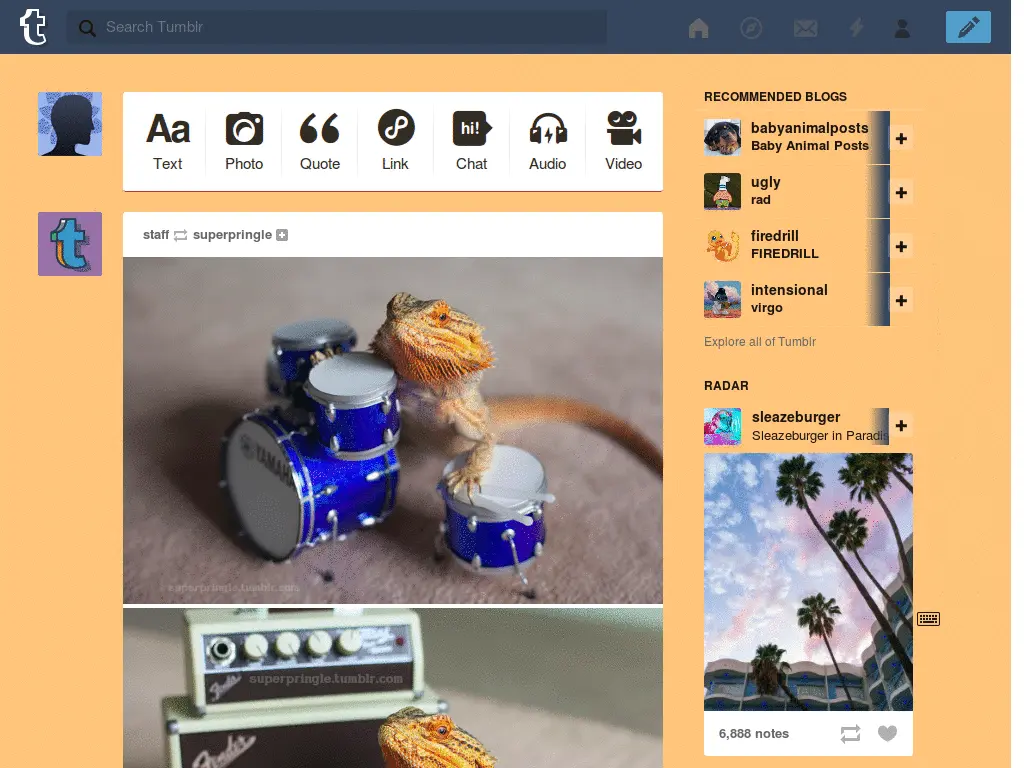 Search Tumblr
Aa
Text
Photo
Quote
Link
hi!
Chat
Audio
Video
staff superpringle
YAMAHA
superpringle.tumblr.com
superpringle.tumblr.com
Fender
Fender
RECOMMENDED BLOGS
babyanimalposts
Baby Animal Posts
ugly
rad
firedrill
FIREDRILL
intensional
virgo
Explore all of Tumblr
RADAR
sleazeburger
Sleazeburger in Paradis
6,888 notes